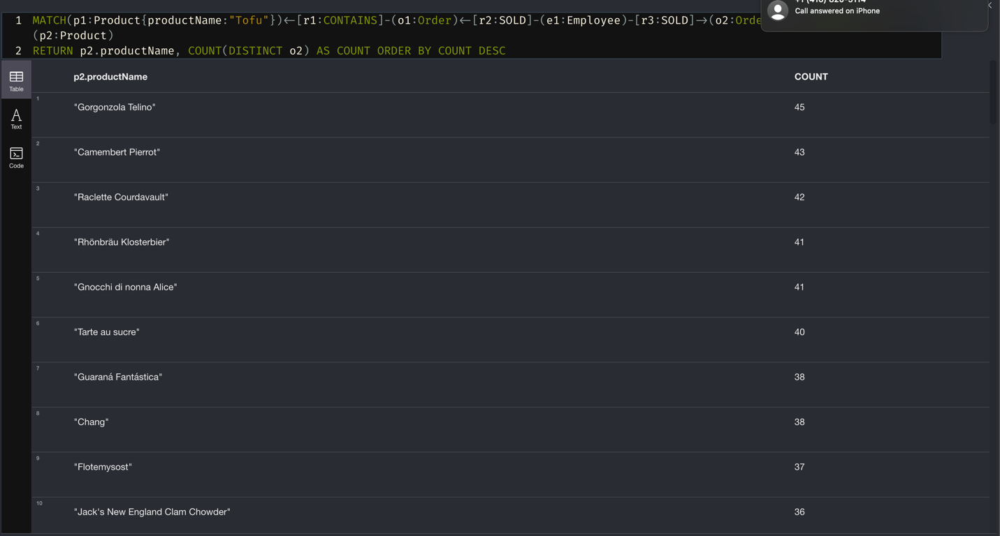 Call answered on iPhone
1 MATCH(p1:Product{productName:"Tofu"})<-[r1:CONTAINS]-(o1:Order)<-[r2:SOLD]-(e1:Employee)-[r3:SOLD]->(o2:Orde
(p2:Product)
2 RETURN p2.productName, COUNT(DISTINCT o2) AS COUNT ORDER BY COUNT DESC
Table
Text
Code
p2.productName COUNT
1 "Gorgonzola Telino" 45
2 "Camembert Pierrot" 43
3 "Raclette Courdavault" 42
4 "Rhönbräu Klosterbier" 41
5 "Gnocchi di nonna Alice" 41
6 "Tarte au sucre" 40
7 "Guaraná Fantástica" 38
8 "Chang" 38
9 "Flotemysost" 37
10 "Jack's New England Clam Chowder" 36